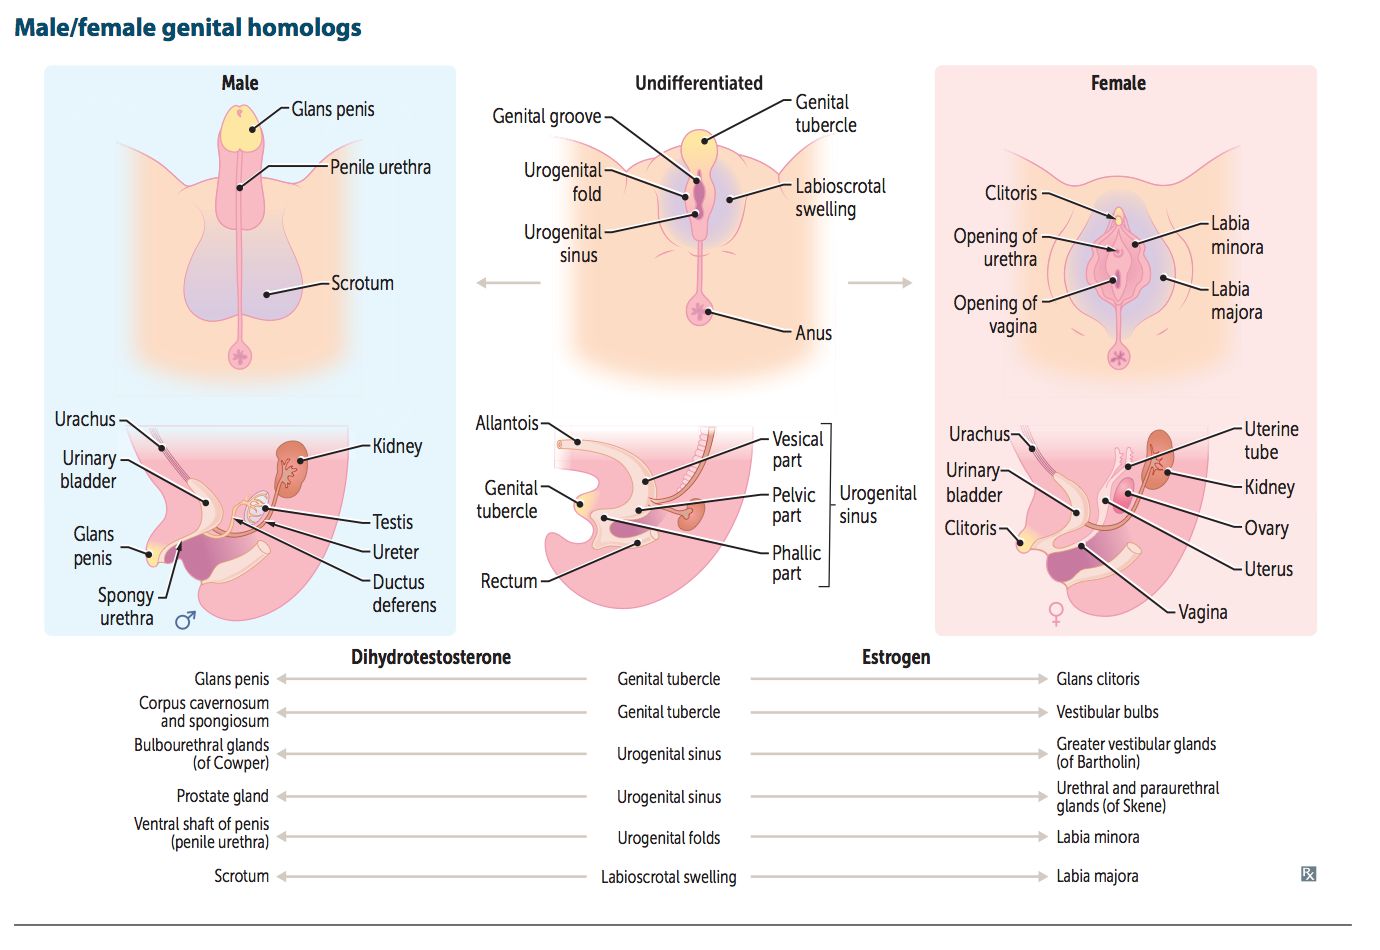 Male/female genital homologs
Male
Glans penis
Penile urethra
Scrotum
Undifferentiated
Genital groove
Genital
tubercle
Urogenital
fold
Labioscrotal
swelling
Urogenital
sinus
Anus
Female
Clitoris
Opening of
urethra
Labia
minora
Opening of
vagina
Labia
majora
Urachus
Urinary
bladder
Kidney
Glans
penis
Testis
Ureter
Spongy
urethra
Ductus
deferens
Allantois
Vesical
part
Genital
tubercle
Pelvic
part
Urogenital
sinus
Phallic
part
Rectum
Urachus
Urinary
bladder
Clitoris
Uterine
tube
Kidney
Ovary
Uterus
Vagina
Dihydrotestosterone
Estrogen
Glans penis
Genital tubercle
Glans clitoris
Corpus cavernosum
and spongiosum
Genital tubercle
Vestibular bulbs
Bulbourethral glands
(of Cowper)
Urogenital sinus
Greater vestibular glands
(of Bartholin)
Prostate gland
Urogenital sinus
Urethral and paraurethral
glands (of Skene)
Ventral shaft of penis
(penile urethra)
Urogenital folds
Labia minora
Scrotum
Labioscrotal swelling
Labia majora
Rx